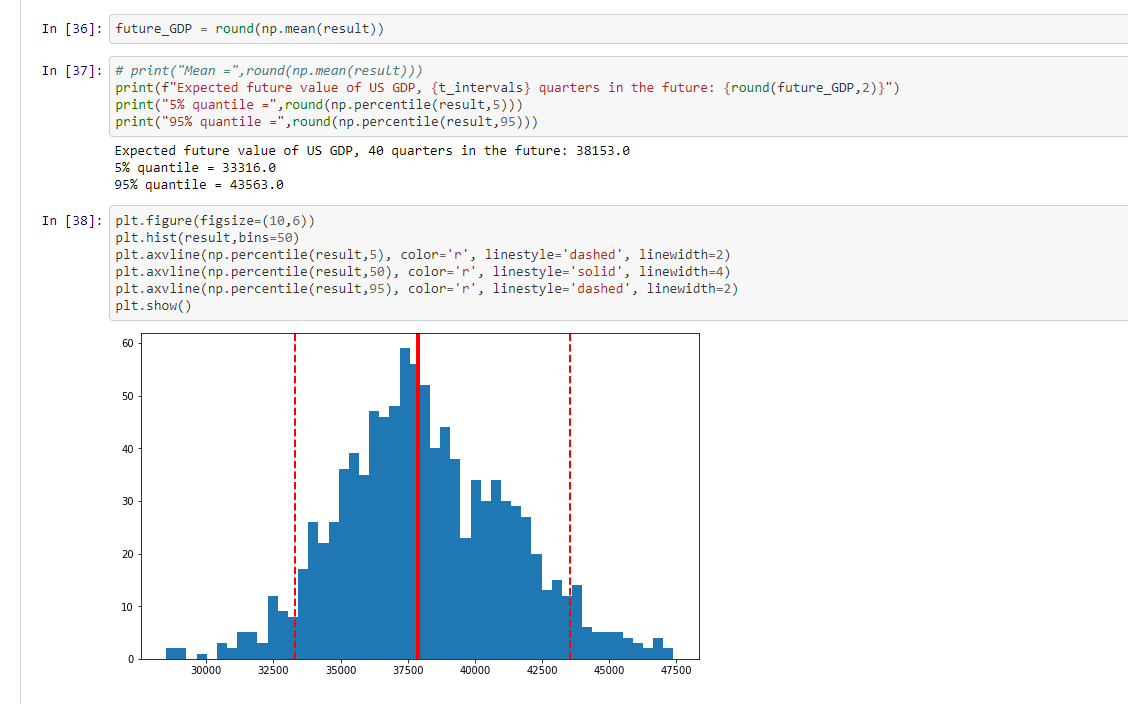 In [36]: future_GDP = round(np.mean(result))
In [37]: # print("Mean =",round(np.mean(result)))
print(f"Expected future value of US GDP, {t_intervals} quarters in the future: {round(future_GDP,2)}")
print("5% quantile =",round(np.percentile(result,5)))
print("95% quantile =",round(np.percentile(result,95)))
Expected future value of US GDP, 40 quarters in the future: 38153.0
5% quantile = 33316.0
95% quantile = 43563.0
In [38]: plt.figure(figsize=(10,6))
plt.hist(result,bins=50)
plt.axvline(np.percentile(result,5), color='r', linestyle='dashed', linewidth=2)
plt.axvline(np.percentile(result,50), color='r', linestyle='solid', linewidth=4)
plt.axvline(np.percentile(result,95), color='r', linestyle='dashed', linewidth=2)
plt.show()
60
50
40
30
20
10
0
30000 32500 35000 37500 40000 42500 45000 47500